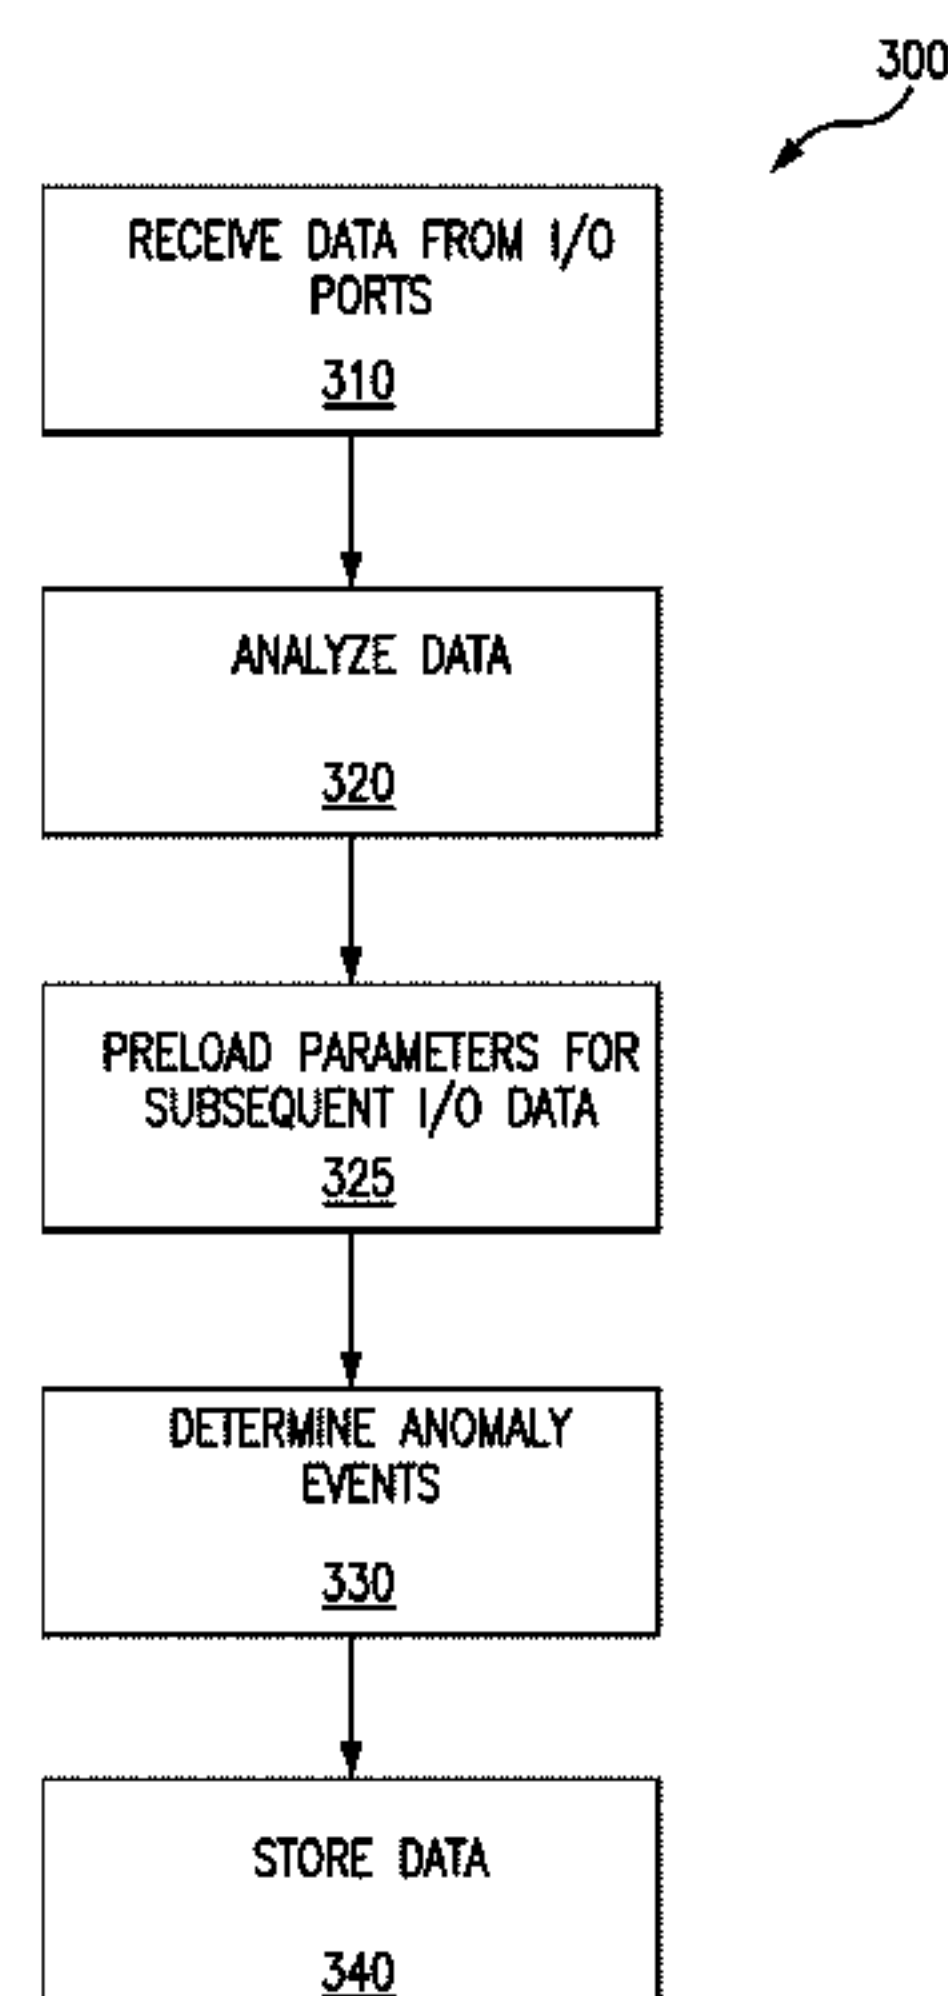 300
RECEIVE DATA FROM I/O
PORTS
310
ANALYZE DATA
320
PRELOAD PARAMETERS FOR
SUBSEQUENT I/O DATA
325
DETERMINE ANOMALY
EVENTS
330
STORE DATA
340